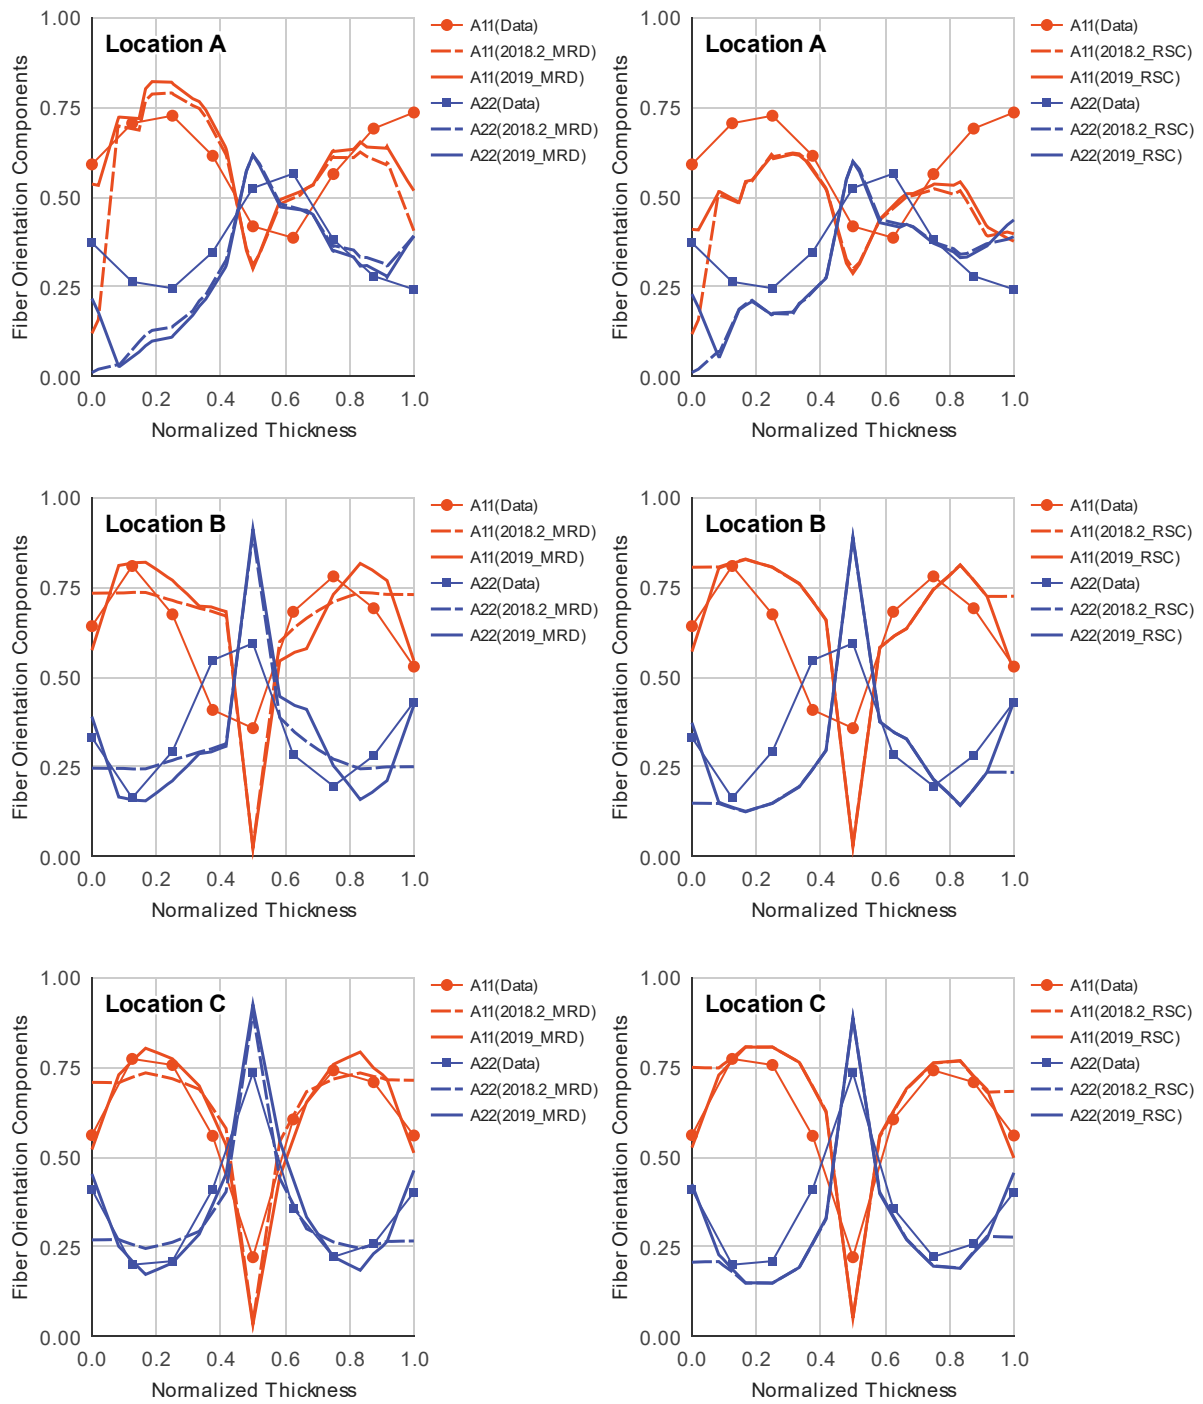 Location A
Fiber Orientation Components
1.00
0.75
0.50
0.25
0.00
0.0 0.2 0.4 0.6 0.8 1.0
Normalized Thickness
A11(Data)
A11(2018.2_MRD)
A11(2019_MRD)
A22(Data)
A22(2018.2_MRD)
A22(2019_MRD)
Location A
Fiber Orientation Components
1.00
0.75
0.50
0.25
0.00
0.0 0.2 0.4 0.6 0.8 1.0
Normalized Thickness
A11(Data)
A11(2018.2_RSC)
A11(2019_RSC)
A22(Data)
A22(2018.2_RSC)
A22(2019_RSC)
Location B
Fiber Orientation Components
1.00
0.75
0.50
0.25
0.00
0.0 0.2 0.4 0.6 0.8 1.0
Normalized Thickness
A11(Data)
A11(2018.2_MRD)
A11(2019_MRD)
A22(Data)
A22(2018.2_MRD)
A22(2019_MRD)
Location B
Fiber Orientation Components
1.00
0.75
0.50
0.25
0.00
0.0 0.2 0.4 0.6 0.8 1.0
Normalized Thickness
A11(Data)
A11(2018.2_RSC)
A11(2019_RSC)
A22(Data)
A22(2018.2_RSC)
A22(2019_RSC)
Location C
Fiber Orientation Components
1.00
0.75
0.50
0.25
0.00
0.0 0.2 0.4 0.6 0.8 1.0
Normalized Thickness
A11(Data)
A11(2018.2_MRD)
A11(2019_MRD)
A22(Data)
A22(2018.2_MRD)
A22(2019_MRD)
Location C
Fiber Orientation Components
1.00
0.75
0.50
0.25
0.00
0.0 0.2 0.4 0.6 0.8 1.0
Normalized Thickness
A11(Data)
A11(2018.2_RSC)
A11(2019_RSC)
A22(Data)
A22(2018.2_RSC)
A22(2019_RSC)